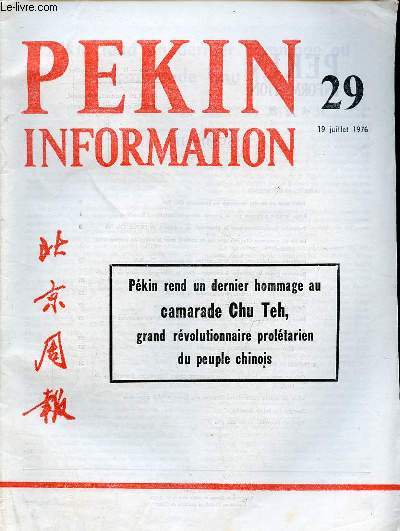 Le-livre.com
PEKIN
INFORMATION
29
19 juillet 1976
北
京
周
報
Pékin rend un dernier hommage au
camarade Chu Teh,
grand révolutionnaire prolétarien
du peuple chinois